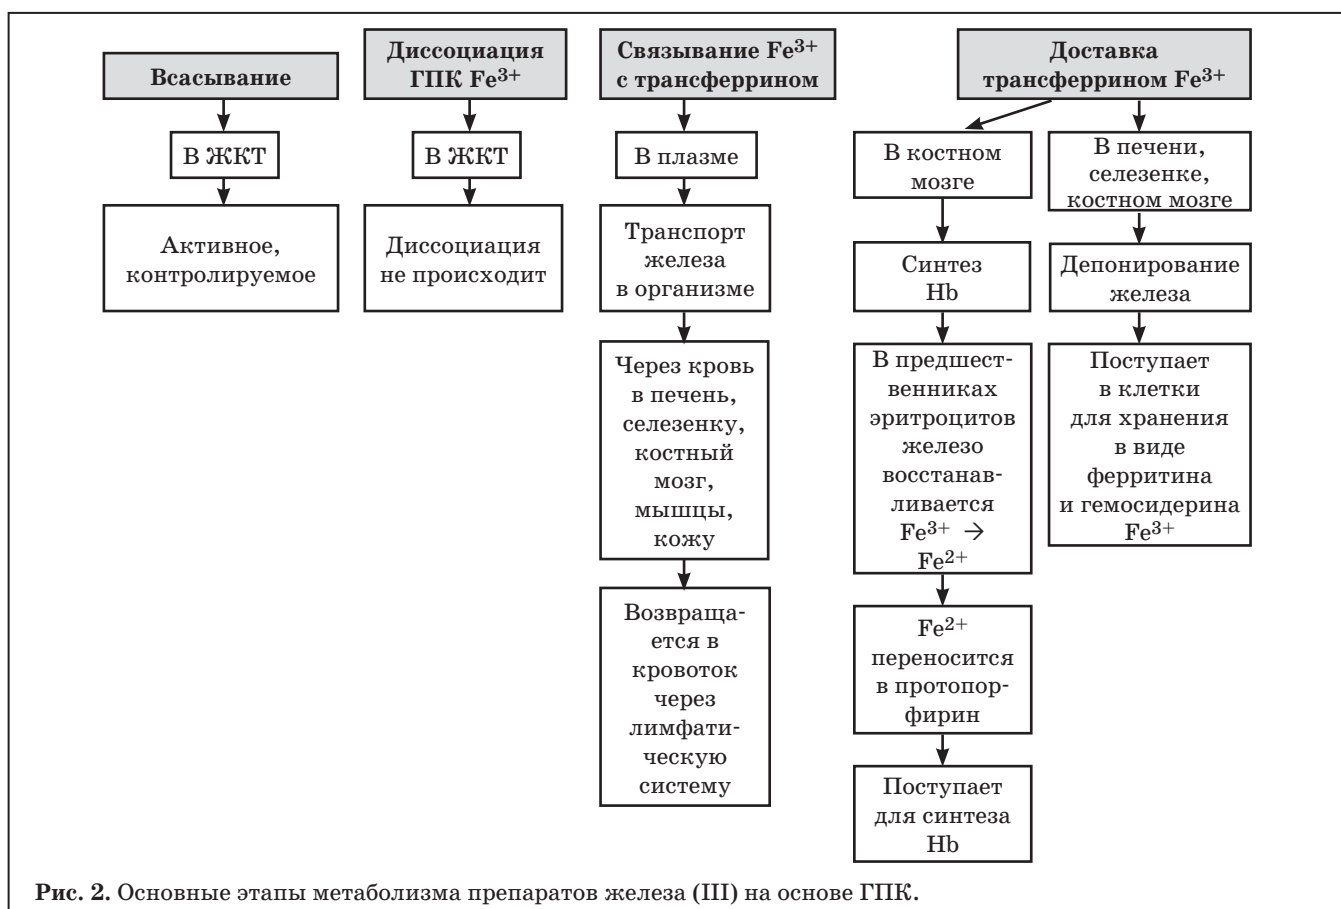 Всасывание
В ЖКТ
Активное,
контролируемое
Диссоциация
ГПК Fe³⁺
В ЖКТ
Диссоциация
не происходит
Связывание Fe³⁺
с трансферрином
В плазме
Транспорт
железа
в организме
Через кровь
в печень,
селезенку,
костный
мозг,
мышцы,
кожу
Возвраща-
ется в
кровоток
через
лимфати-
ческую
систему
Доставка
трансферрином Fe³⁺
В костном
мозге
Синтез
Hb
В предшест-
венниках
эритроцитов
железо
восстанав-
ливается
Fe³⁺ →
Fe²⁺
Fe²⁺
переносится
в протопор-
фирин
Поступает
для синтеза
Hb
В печени,
селезенке,
костном мозге
Депонирование
железа
Поступает
в клетки
для хранения
в виде
ферритина
и гемосидерина
Fe³⁺
Рис. 2. Основные этапы метаболизма препаратов железа (III) на основе ГПК.